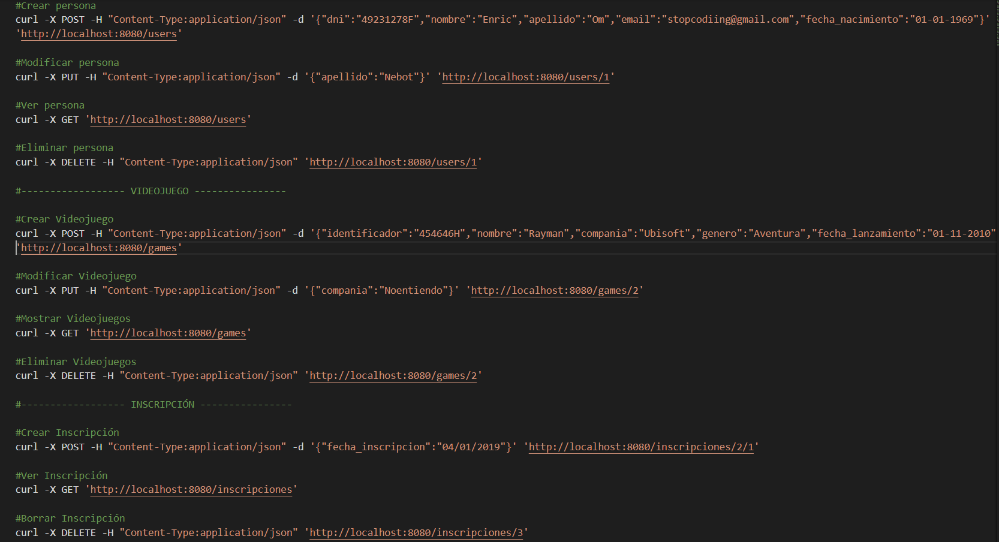 #Crear persona
curl -X POST -H "Content-Type:application/json" -d '{"dni":"49231278F","nombre":"Enric","apellido":"Om","email":"stopcodiing@gmail.com","fecha_nacimiento":"01-01-1969"}'
'http://localhost:8080/users'
#Modificar persona
curl -X PUT -H "Content-Type:application/json" -d '{"apellido":"Nebot"}' 'http://localhost:8080/users/1'
#Ver persona
curl -X GET 'http://localhost:8080/users'
#Eliminar persona
curl -X DELETE -H "Content-Type:application/json" 'http://localhost:8080/users/1'
#------------------ VIDEOJUEGO ----------------
#Crear Videojuego
curl -X POST -H "Content-Type:application/json" -d '{"identificador":"454646H","nombre":"Rayman","compania":"Ubisoft","genero":"Aventura","fecha_lanzamiento":"01-11-2010"
'http://localhost:8080/games'
#Modificar Videojuego
curl -X PUT -H "Content-Type:application/json" -d '{"compania":"Noentiendo"}' 'http://localhost:8080/games/2'
#Mostrar Videojuegos
curl -X GET 'http://localhost:8080/games'
#Eliminar Videojuegos
curl -X DELETE -H "Content-Type:application/json" 'http://localhost:8080/games/2'
#------------------ INSCRIPCIÓN ----------------
#Crear Inscripción
curl -X POST -H "Content-Type:application/json" -d '{"fecha_inscripcion":"04/01/2019"}' 'http://localhost:8080/inscripciones/2/1'
#Ver Inscripción
curl -X GET 'http://localhost:8080/inscripciones'
#Borrar Inscripción
curl -X DELETE -H "Content-Type:application/json" 'http://localhost:8080/inscripciones/3'